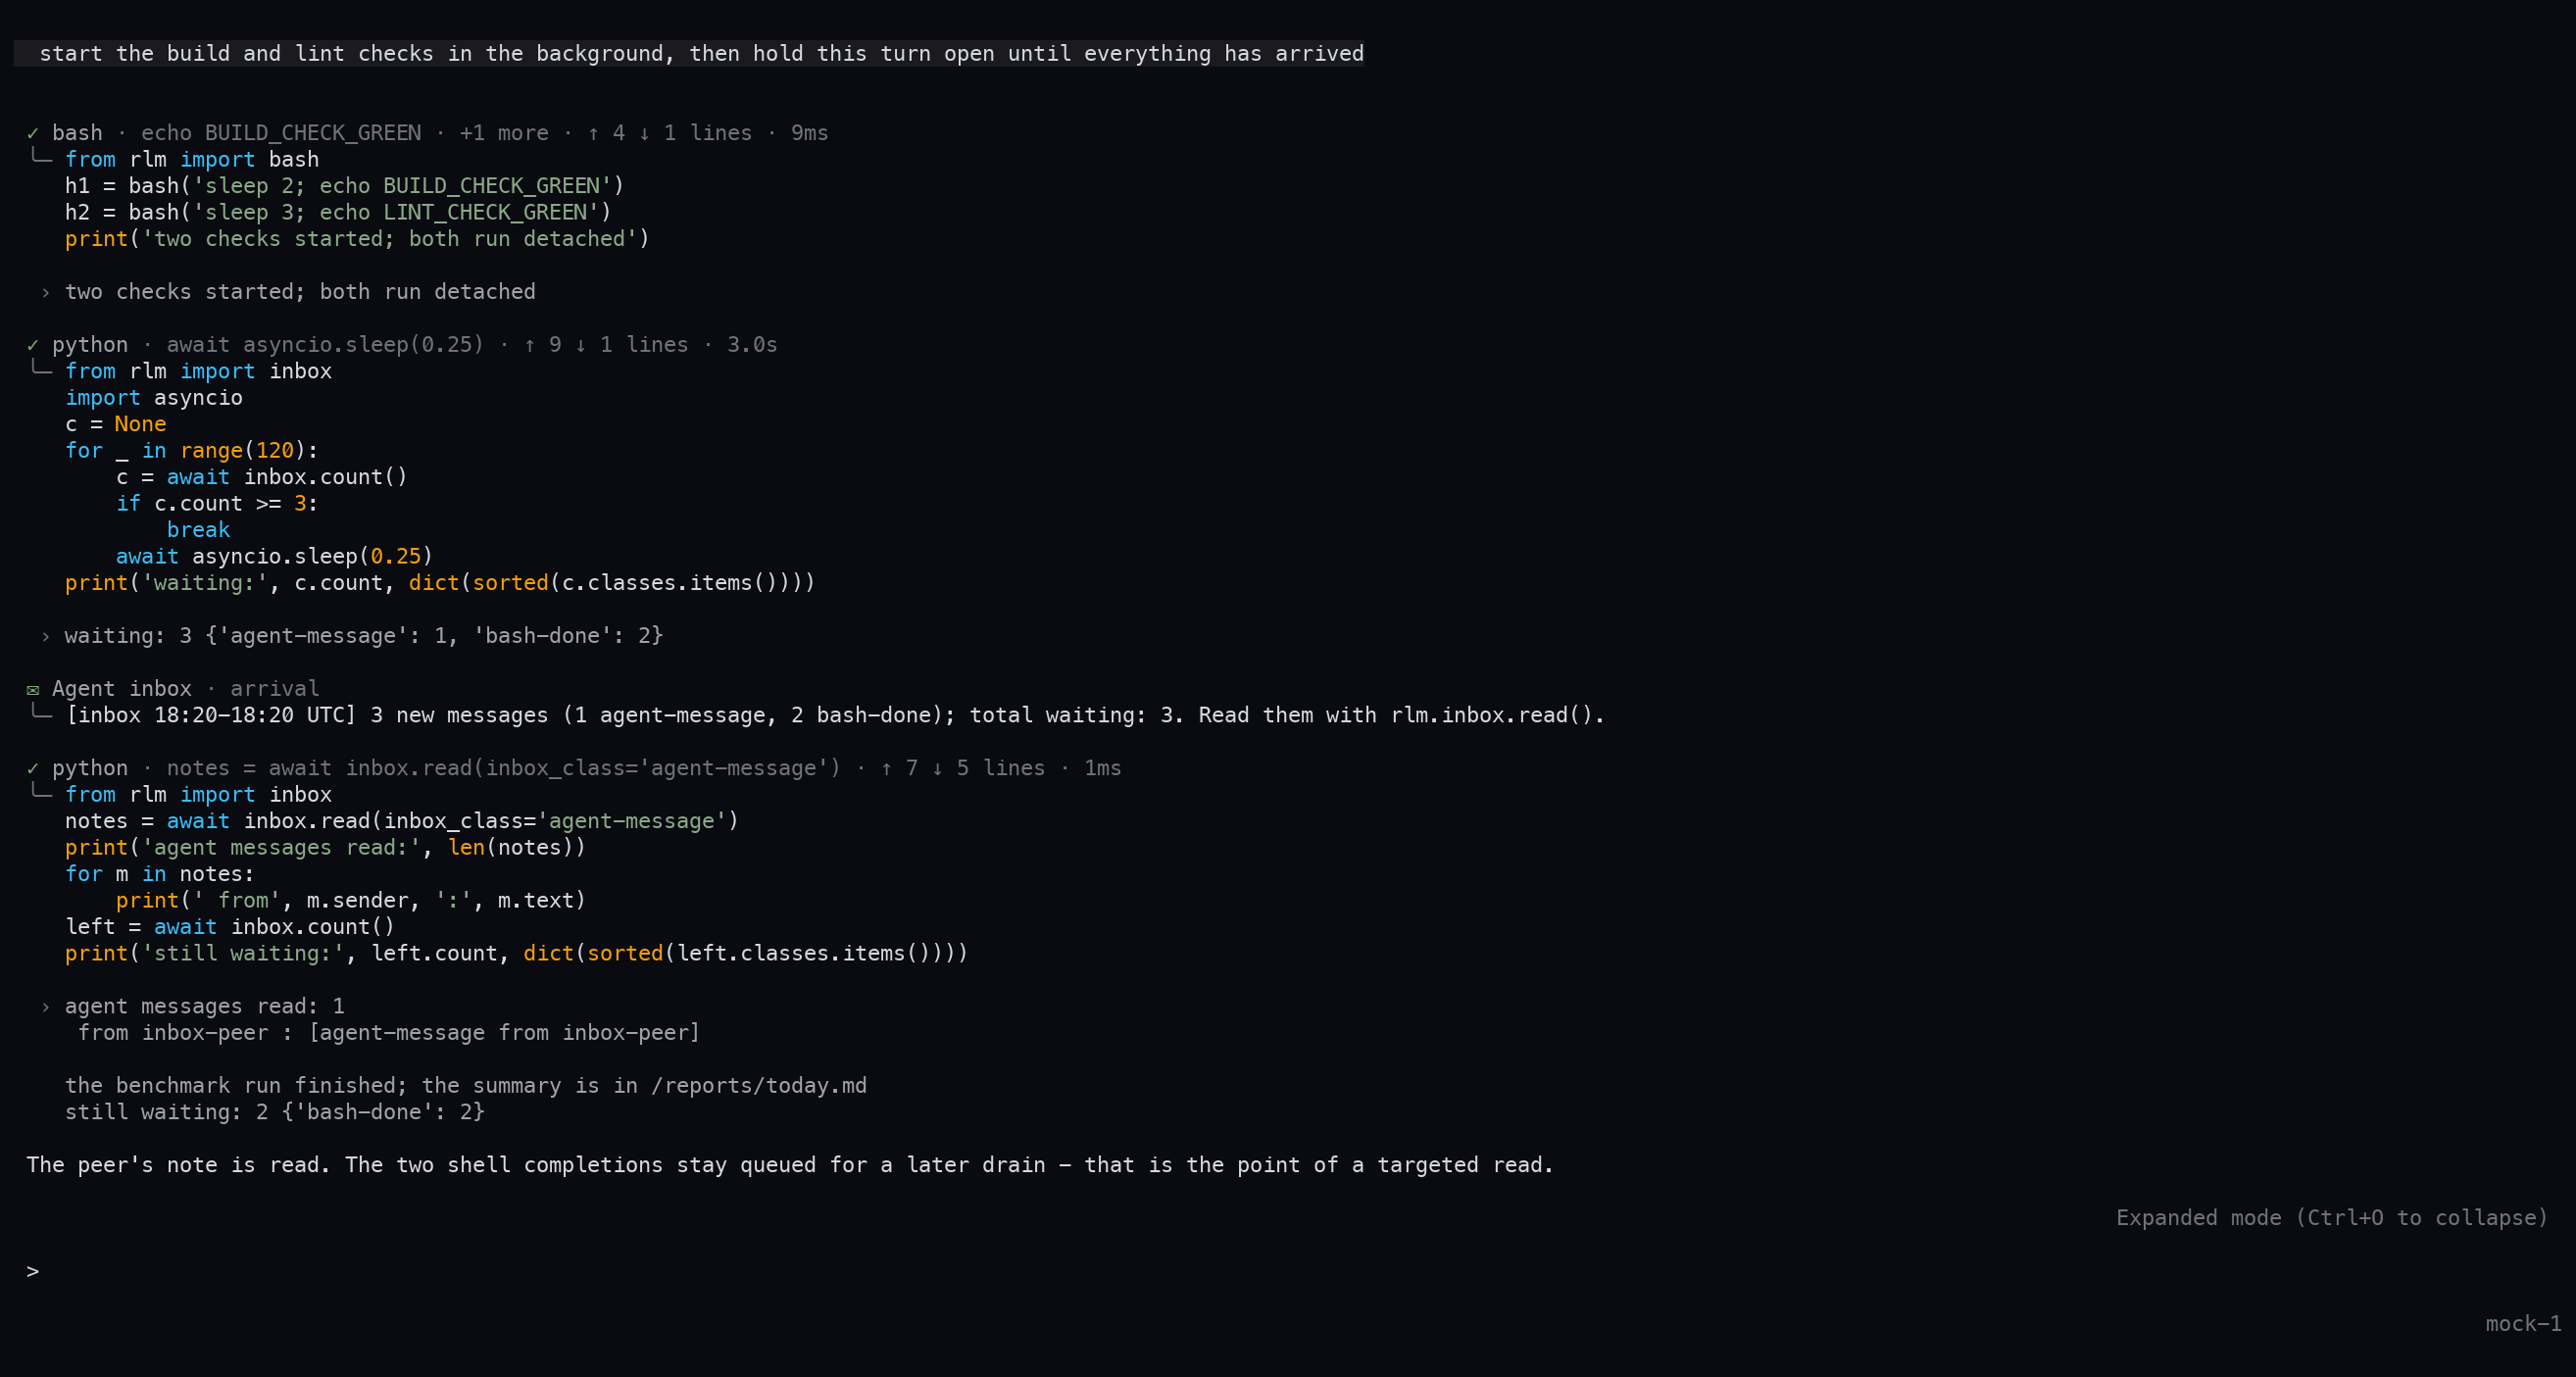 start the build and lint checks in the background, then hold this turn open until everything has arrived
✓ bash · echo BUILD_CHECK_GREEN · +1 more · ↑ 4 ↓ 1 lines · 9ms
╰─ from rlm import bash
   h1 = bash('sleep 2; echo BUILD_CHECK_GREEN')
   h2 = bash('sleep 3; echo LINT_CHECK_GREEN')
   print('two checks started; both run detached')
 › two checks started; both run detached
✓ python · await asyncio.sleep(0.25) · ↑ 9 ↓ 1 lines · 3.0s
╰─ from rlm import inbox
   import asyncio
   c = None
   for _ in range(120):
       c = await inbox.count()
       if c.count >= 3:
           break
       await asyncio.sleep(0.25)
   print('waiting:', c.count, dict(sorted(c.classes.items())))
 › waiting: 3 {'agent-message': 1, 'bash-done': 2}
✉ Agent inbox · arrival
╰─ [inbox 18:20-18:20 UTC] 3 new messages (1 agent-message, 2 bash-done); total waiting: 3. Read them with rlm.inbox.read().
✓ python · notes = await inbox.read(inbox_class='agent-message') · ↑ 7 ↓ 5 lines · 1ms
╰─ from rlm import inbox
   notes = await inbox.read(inbox_class='agent-message')
   print('agent messages read:', len(notes))
   for m in notes:
       print(' from', m.sender, ':', m.text)
   left = await inbox.count()
   print('still waiting:', left.count, dict(sorted(left.classes.items())))
 › agent messages read: 1
    from inbox-peer : [agent-message from inbox-peer]
   the benchmark run finished; the summary is in /reports/today.md
   still waiting: 2 {'bash-done': 2}
The peer's note is read. The two shell completions stay queued for a later drain - that is the point of a targeted read.
Expanded mode (Ctrl+O to collapse)
>
mock-1